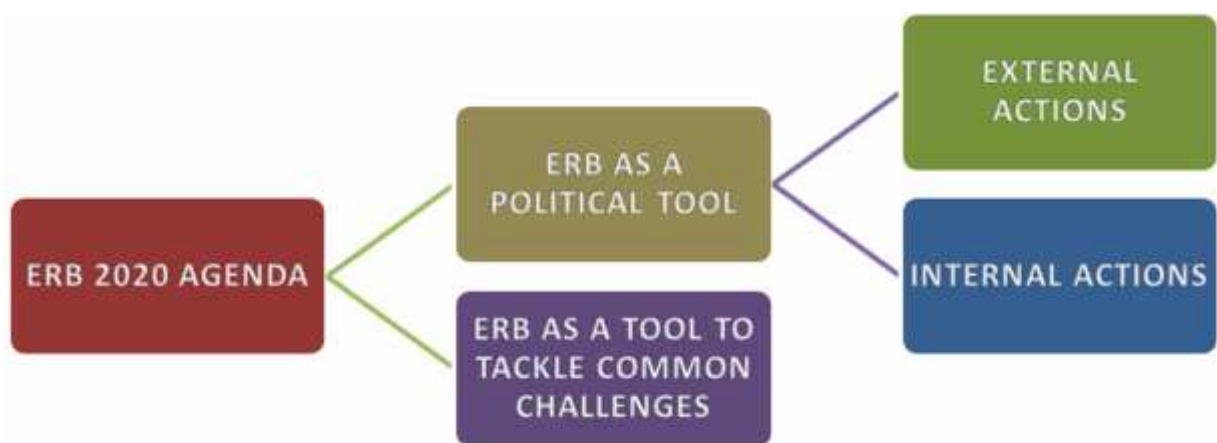 ERB 2020 AGENDA
ERB AS A
POLITICAL TOOL
ERB AS A TOOL TO
TACKLE COMMON
CHALLENGES
EXTERNAL
ACTIONS
INTERNAL ACTIONS